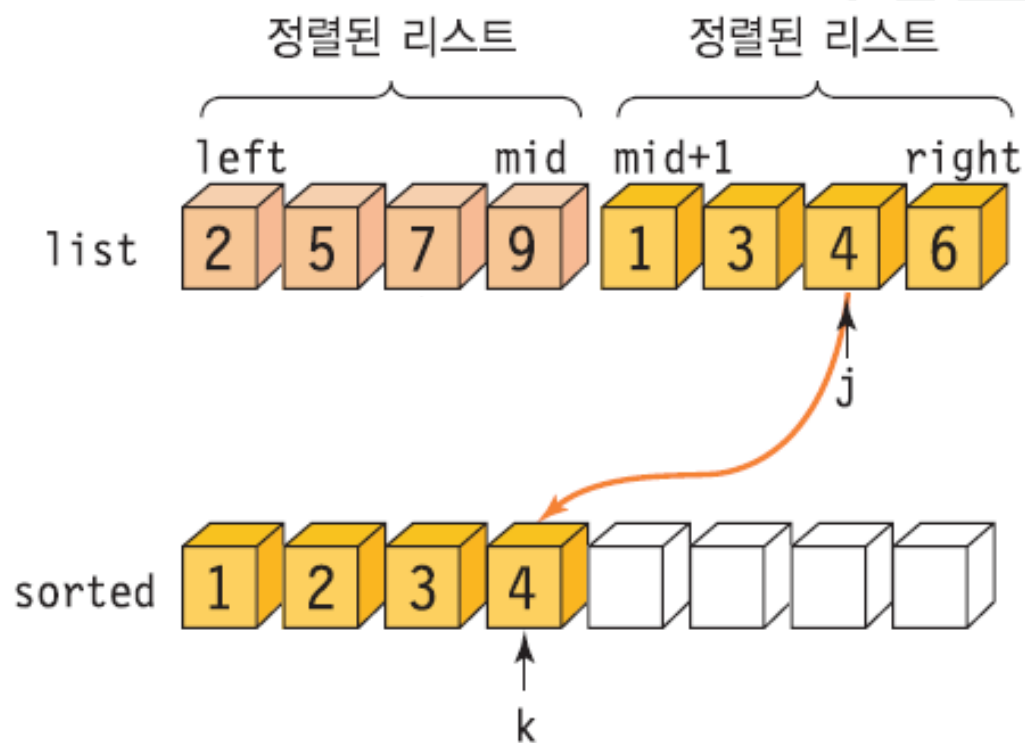 정렬된 리스트 정렬된 리스트
left mid mid+1 right
list 2 5 7 9 1 3 4 6
j
sorted 1 2 3 4
k